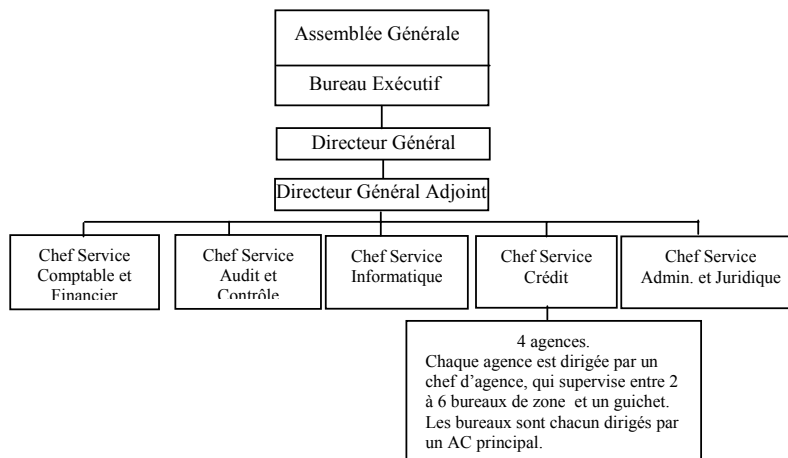 Assemblée Générale
Bureau Exécutif
Directeur Général
Directeur Général Adjoint
Chef Service
Comptable et
Financier
Chef Service
Audit et
Contrôle
Chef Service
Informatique
Chef Service
Crédit
Chef Service
Admin. et Juridique
4 agences.
Chaque agence est dirigée par un
chef d’agence, qui supervise entre 2
à 6 bureaux de zone et un guichet.
Les bureaux sont chacun dirigés par
un AC principal.